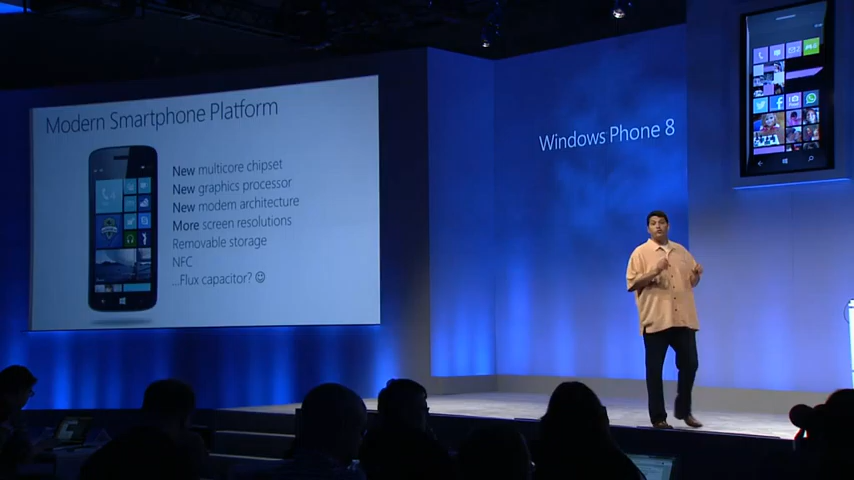 Modern Smartphone Platform
New multicore chipset
New graphics processor
New modern architecture
More screen resolutions
Removable storage
NFC
...Flux capacitor? ☺
Windows Phone 8